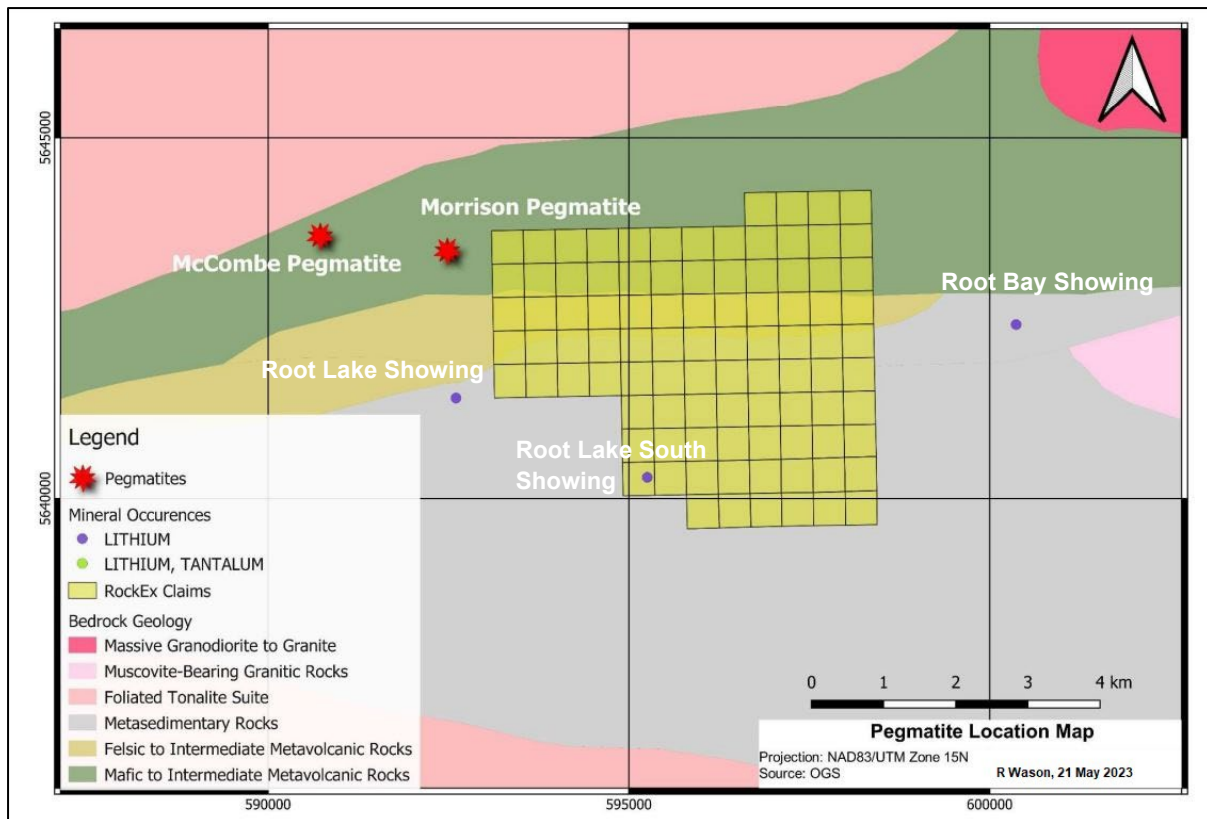 5645000
5640000
Morrison Pegmatite
McCombe Pegmatite
Root Bay Showing
Root Lake Showing
Root Lake South
Showing
Legend
Pegmatites
Mineral Occurences
LITHIUM
LITHIUM, TANTALUM
RockEx Claims
Bedrock Geology
Massive Granodiorite to Granite
Muscovite-Bearing Granitic Rocks
Foliated Tonalite Suite
Metasedimentary Rocks
Felsic to Intermediate Metavolcanic Rocks
Mafic to Intermediate Metavolcanic Rocks
0 1 2 3 4 km
Pegmatite Location Map
Projection: NAD83/UTM Zone 15N
Source: OGS R Wason, 21 May 2023
590000 595000 600000